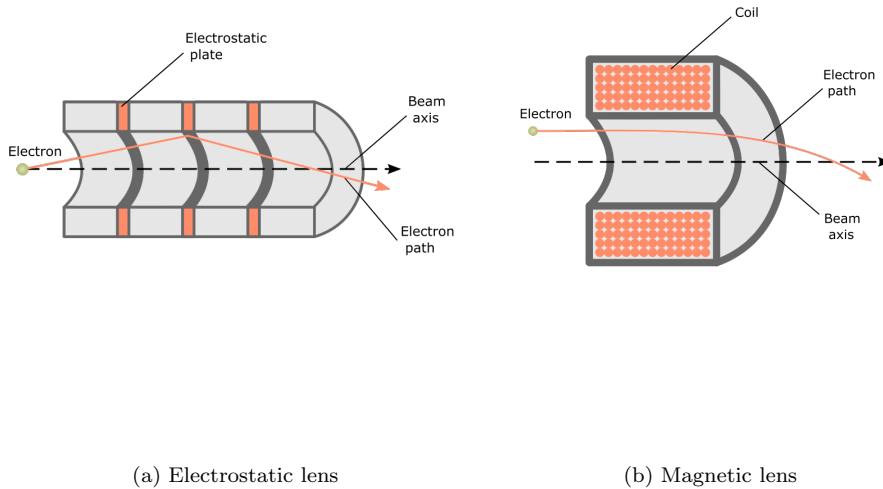 Electrostatic
plate
Electron
Beam
axis
Electron
path
(a) Electrostatic lens
Coil
Electron
path
Electron
Beam
axis
(b) Magnetic lens